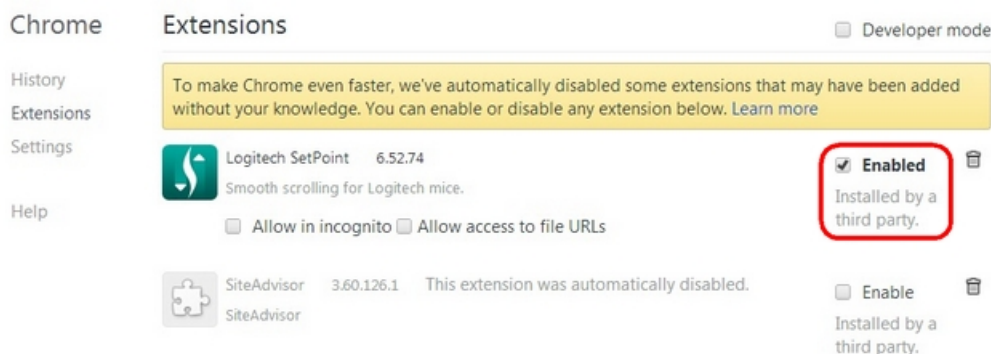 Chrome
Extensions
Developer mode
History
Extensions
Settings
Help
To make Chrome even faster, we've automatically disabled some extensions that may have been added
without your knowledge. You can enable or disable any extension below. Learn more
Logitech SetPoint 6.52.74
Smooth scrolling for Logitech mice.
Allow in incognito Allow access to file URLs
Enabled
Installed by a
third party.
SiteAdvisor 3.60.126.1 This extension was automatically disabled.
SiteAdvisor
Enable
Installed by a
third party.